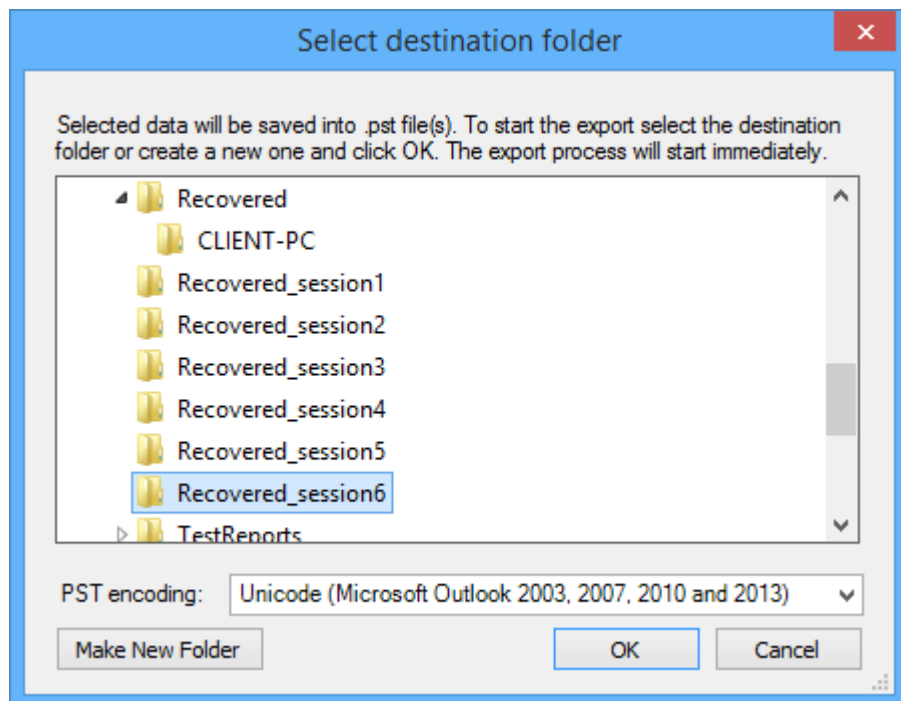 Select destination folder
Selected data will be saved into .pst file(s). To start the export select the destination
folder or create a new one and click OK. The export process will start immediately.
Recovered
CLIENT-PC
Recovered_session1
Recovered_session2
Recovered_session3
Recovered_session4
Recovered_session5
Recovered_session6
TestReports
PST encoding: Unicode (Microsoft Outlook 2003, 2007, 2010 and 2013)
Make New Folder OK Cancel